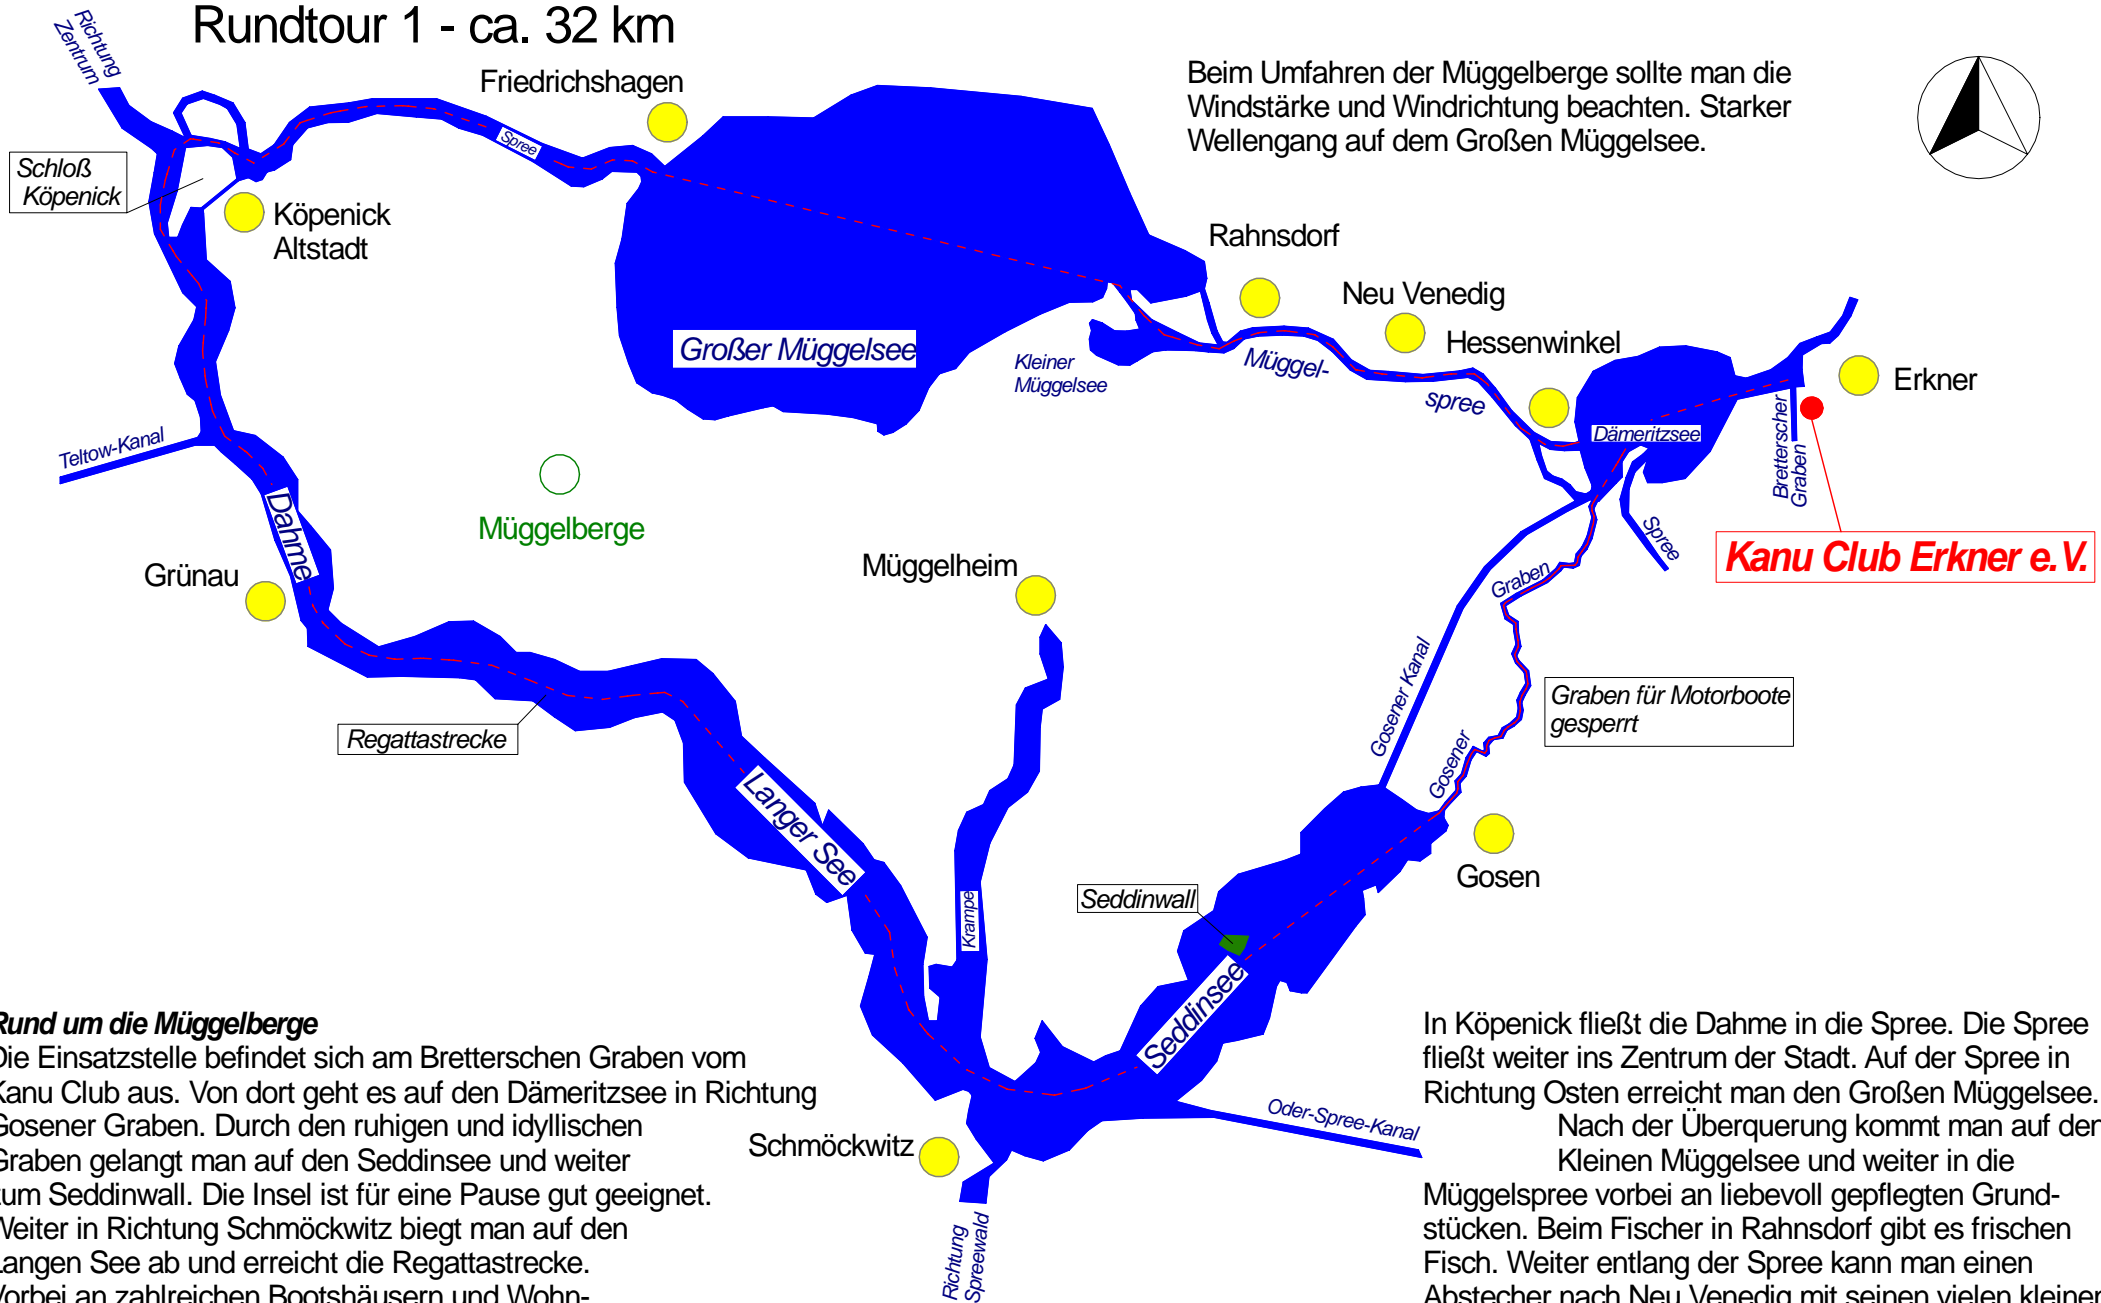 Rundtour 1 - ca. 32 km
Richtung
Zentrum
Friedrichshagen
Beim Umfahren der Müggelberge sollte man die
Windstärke und Windrichtung beachten. Starker
Wellengang auf dem Großen Müggelsee.
Spree
Schloß
Köpenick
Köpenick
Altstadt
Rahnsdorf
Neu Venedig
Hessenwinkel
Großer Müggelsee
Kleiner
Müggelsee
Müggel-
spree
Erkner
Dämeritzsee
Bretterscher
Graben
Teltow-Kanal
Dahme
Müggelberge
Spree
Kanu Club Erkner e.V.
Grünau
Müggelheim
Graben
Gosener Kanal
Graben für Motorboote
gesperrt
Regattastrecke
Gosener
Langer See
Gosen
Krampe
Seddinwall
Seddinsee
Oder-Spree-Kanal
Schmöckwitz
Richtung
Spreewald
Rund um die Müggelberge
Die Einsatzstelle befindet sich am Bretterschen Graben vom
Kanu Club aus. Von dort geht es auf den Dämeritzsee in Richtung
Gosener Graben. Durch den ruhigen und idyllischen
Graben gelangt man auf den Seddinsee und weiter
zum Seddinwall. Die Insel ist für eine Pause gut geeignet.
Weiter in Richtung Schmöckwitz biegt man auf den
Langen See ab und erreicht die Regattastrecke.
Vorbei an zahlreichen Bootshäusern und Wohn-
In Köpenick fließt die Dahme in die Spree. Die Spree
fließt weiter ins Zentrum der Stadt. Auf der Spree in
Richtung Osten erreicht man den Großen Müggelsee.
Nach der Überquerung kommt man auf den
Kleinen Müggelsee und weiter in die
Müggelspree vorbei an liebevoll gepflegten Grund-
stücken. Beim Fischer in Rahnsdorf gibt es frischen
Fisch. Weiter entlang der Spree kann man einen
Abstecher nach Neu Venedig mit seinen vielen kleinen